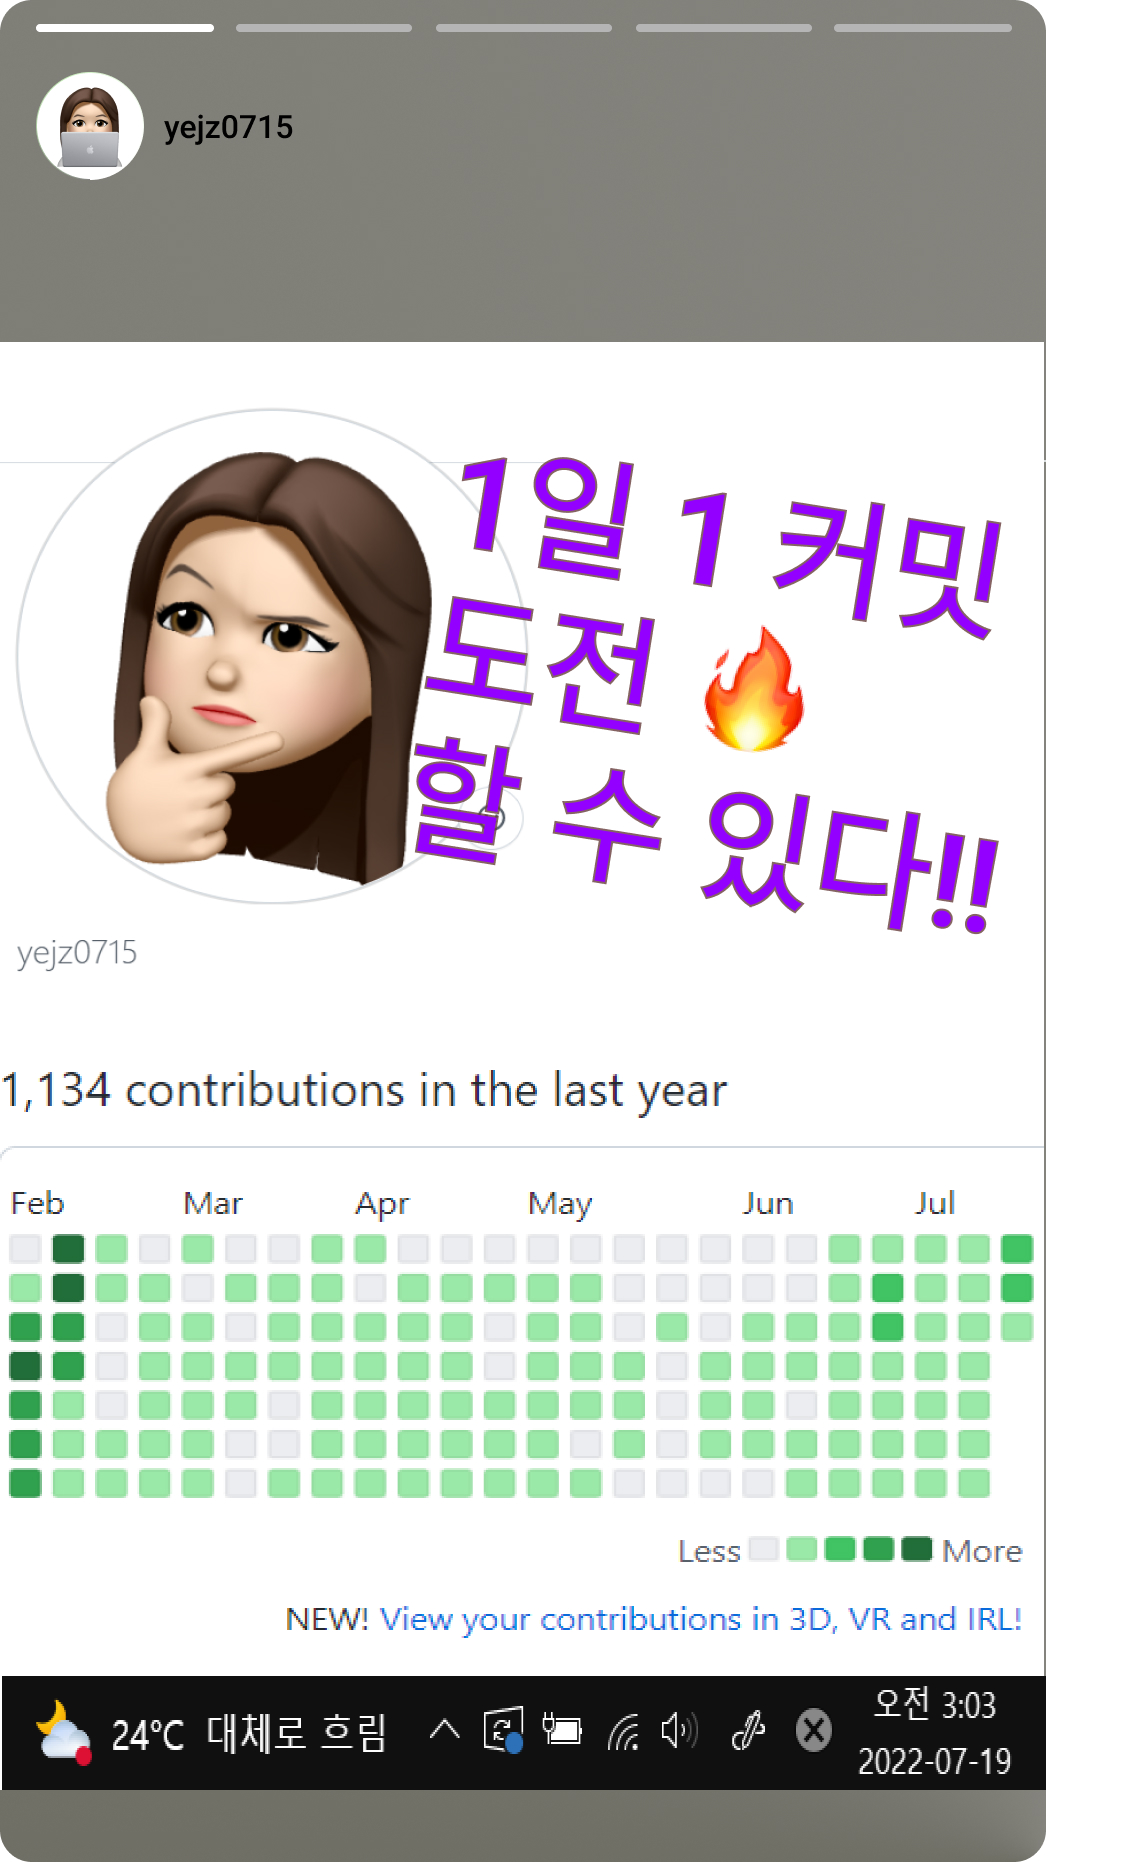 yejz0715
1일 1 커밋
도전 🔥
할 수 있다!!
yejz0715
1,134 contributions in the last year
Feb Mar Apr May Jun Jul
Less More
NEW! View your contributions in 3D, VR and IRL!
24°C 대체로 흐림
오전 3:03
2022-07-19